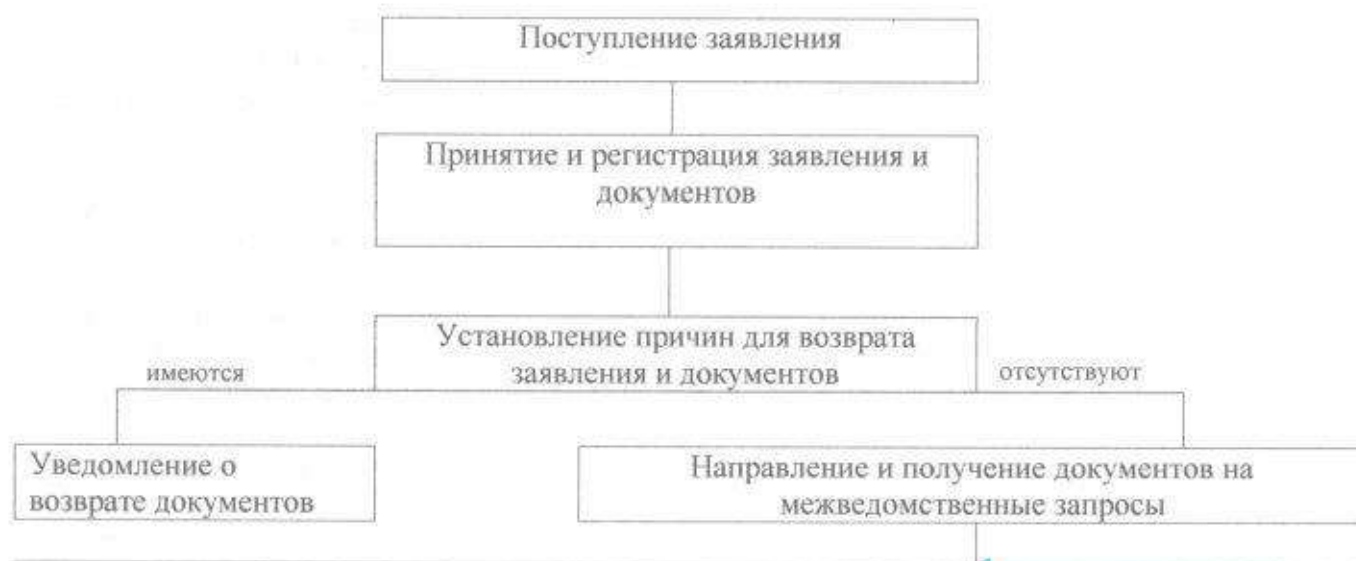 Поступление заявления
Принятие и регистрация заявления и
документов
Установление причин для возврата
заявления и документов
имеются
отсутствуют
Уведомление о
возврате документов
Направление и получение документов на
межведомственные запросы